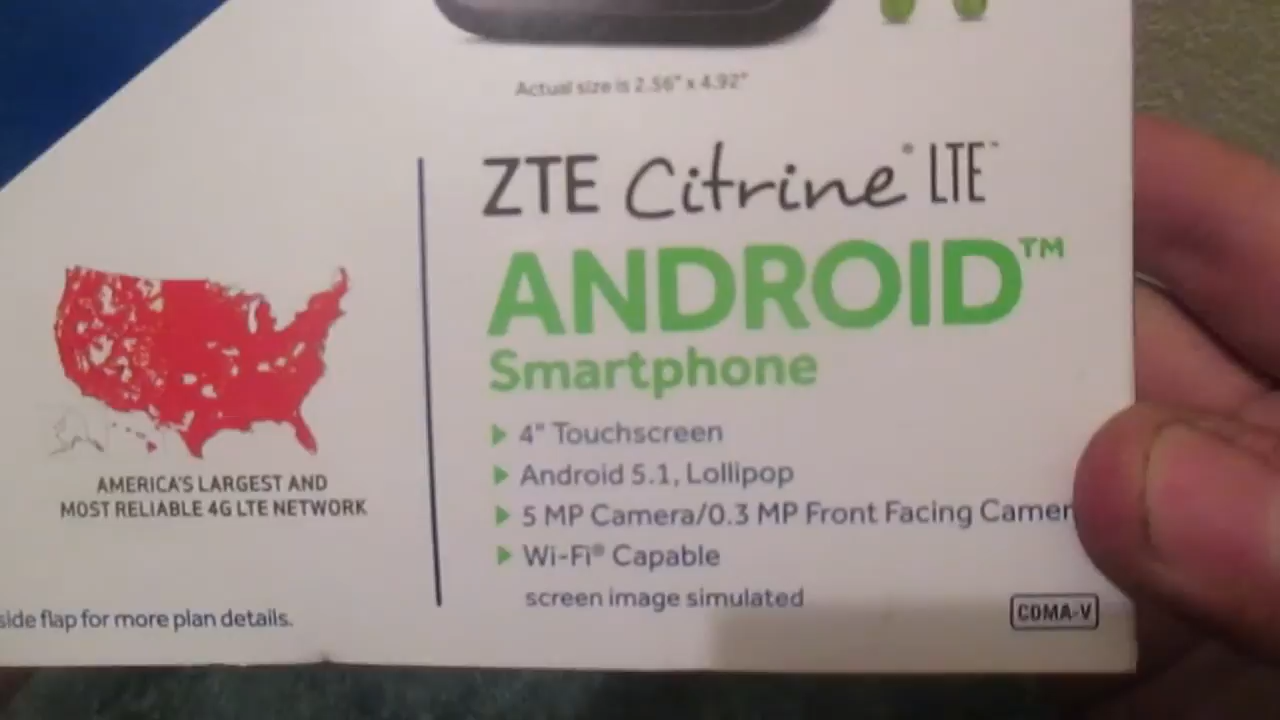 Actual size is 2.56" x 4.92"
ZTE Citrine® LTE™
ANDROID™
Smartphone
4" Touchscreen
Android 5.1, Lollipop
5 MP Camera/0.3 MP Front Facing Camer
Wi-Fi® Capable
screen image simulated
CDMA-V
AMERICA'S LARGEST AND
MOST RELIABLE 4G LTE NETWORK
side flap for more plan details.